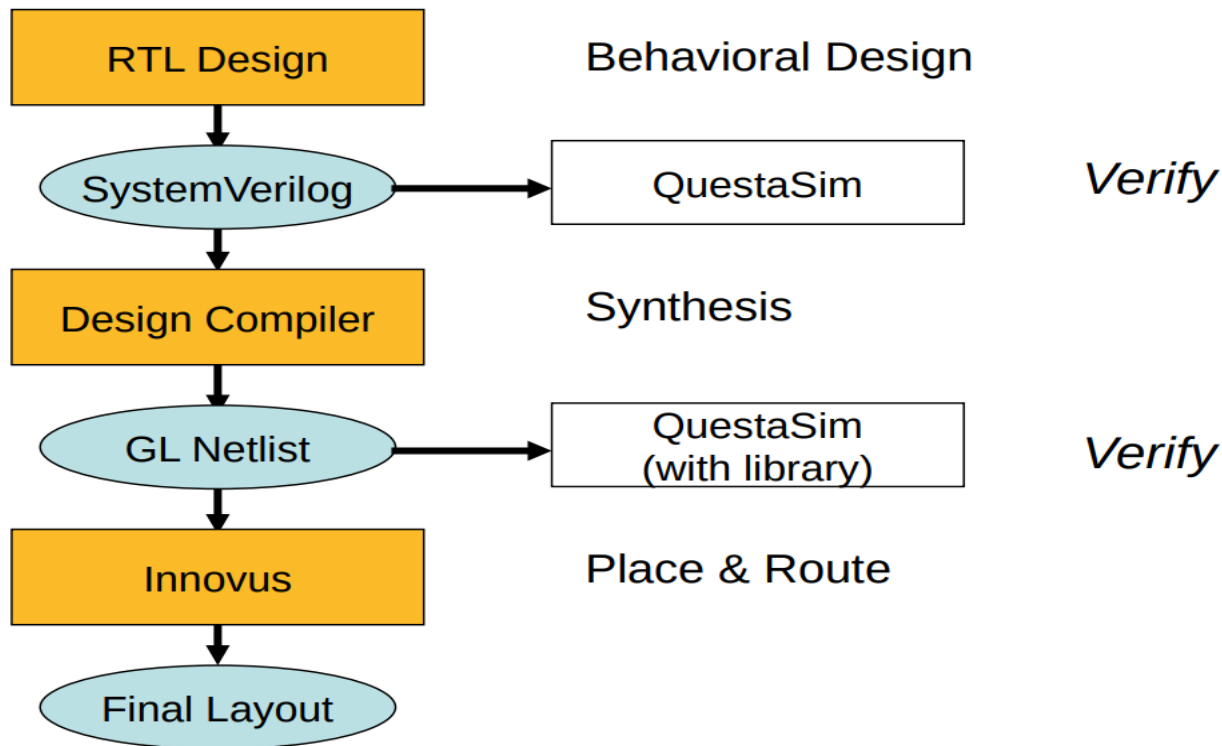 RTL Design
Behavioral Design
SystemVerilog
QuestaSim
Verify
Design Compiler
Synthesis
GL Netlist
QuestaSim
(with library)
Verify
Innovus
Place & Route
Final Layout